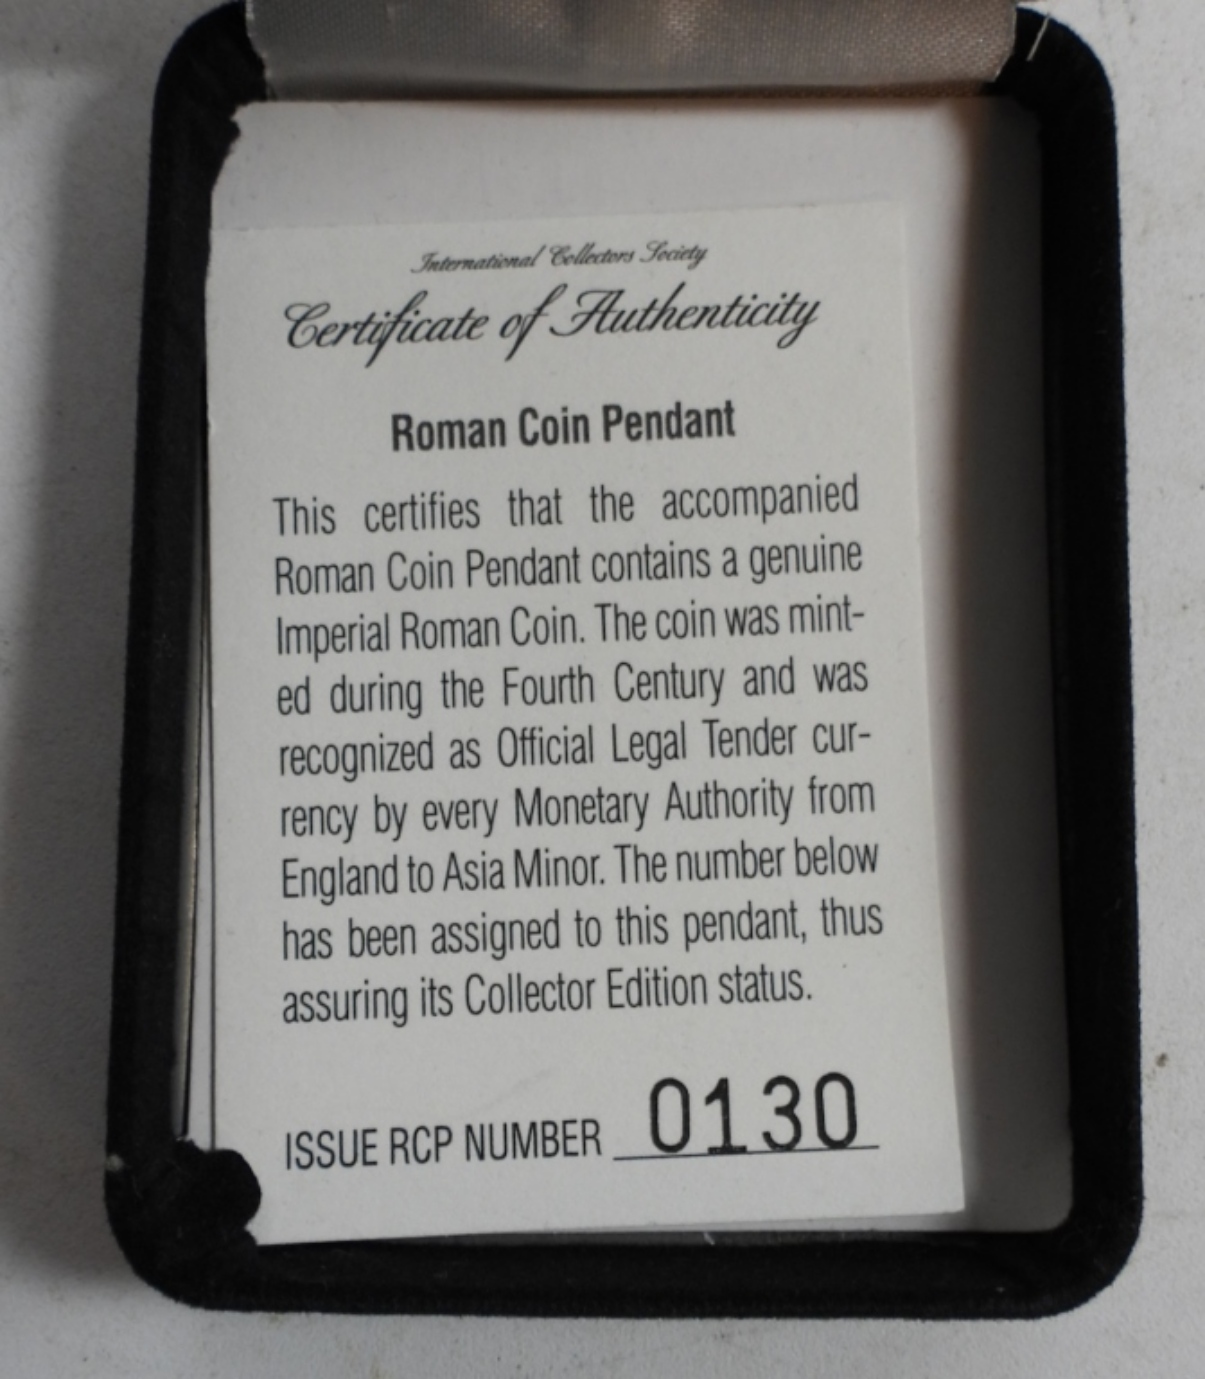 International Collectors Society
Certificate of Authenticity
Roman Coin Pendant
This certifies that the accompanied
Roman Coin Pendant contains a genuine
Imperial Roman Coin. The coin was mint-
ed during the Fourth Century and was
recognized as Official Legal Tender cur-
rency by every Monetary Authority from
England to Asia Minor. The number below
has been assigned to this pendant, thus
assuring its Collector Edition status.
ISSUE RCP NUMBER 0130